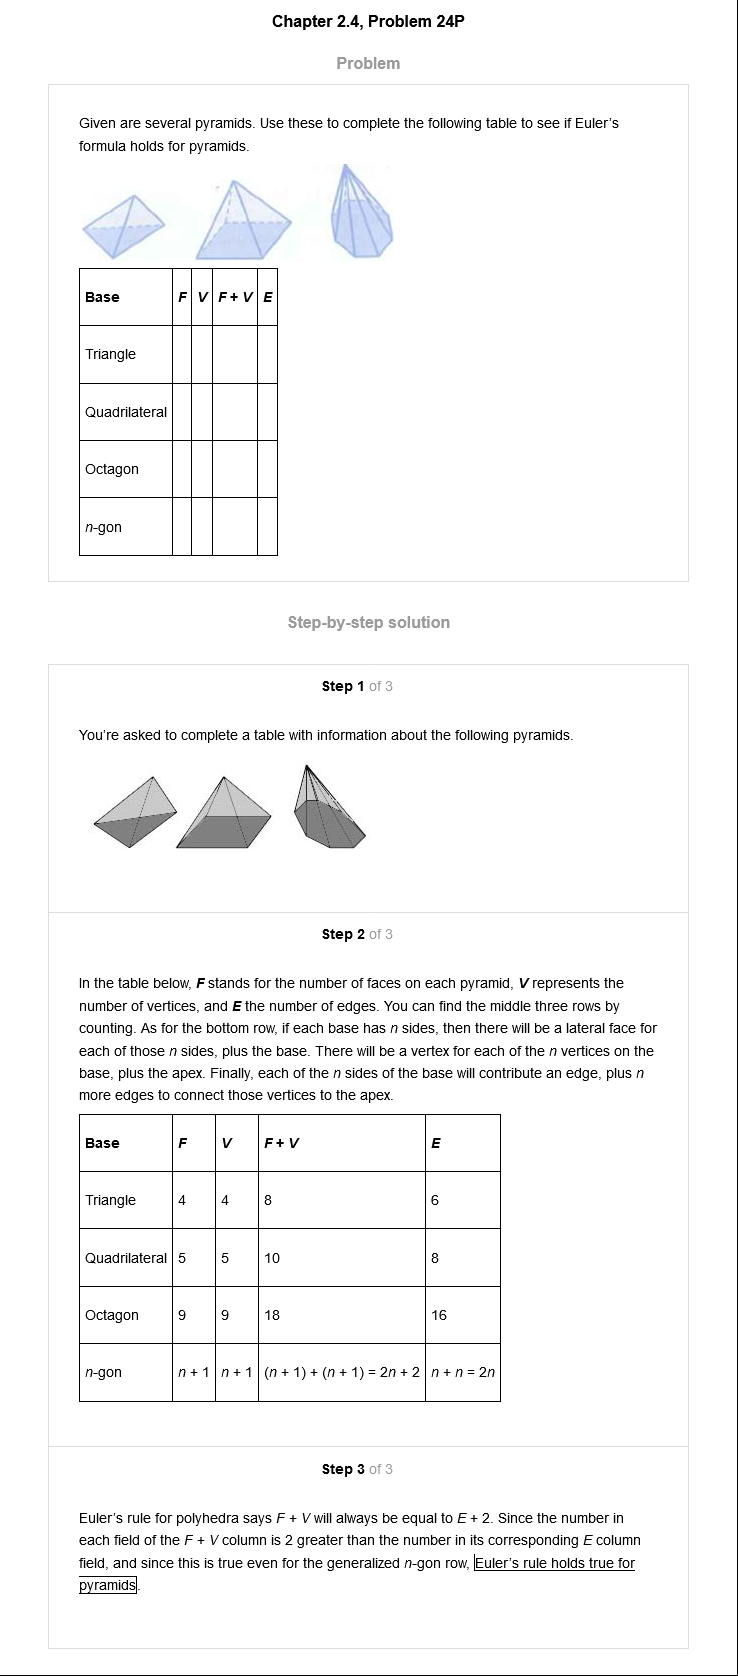 Chapter 2.4, Problem 24P
Problem
Given are several pyramids. Use these to complete the following table to see if Euler’s
formula holds for pyramids.
Base F V F + V E
Triangle
Quadrilateral
Octagon
n-gon
Step-by-step solution
Step 1 of 3
You’re asked to complete a table with information about the following pyramids.
Step 2 of 3
In the table below, F stands for the number of faces on each pyramid, V represents the
number of vertices, and E the number of edges. You can find the middle three rows by
counting. As for the bottom row, if each base has n sides, then there will be a lateral face for
each of those n sides, plus the base. There will be a vertex for each of the n vertices on the
base, plus the apex. Finally, each of the n sides of the base will contribute an edge, plus n
more edges to connect those vertices to the apex.
Base F V F + V E
Triangle 4 4 8 6
Quadrilateral 5 5 10 8
Octagon 9 9 18 16
n-gon n + 1 n + 1 (n + 1) + (n + 1) = 2n + 2 n + n = 2n
Step 3 of 3
Euler’s rule for polyhedra says F + V will always be equal to E + 2. Since the number in
each field of the F + V column is 2 greater than the number in its corresponding E column
field, and since this is true even for the generalized n-gon row, Euler’s rule holds true for
pyramids.